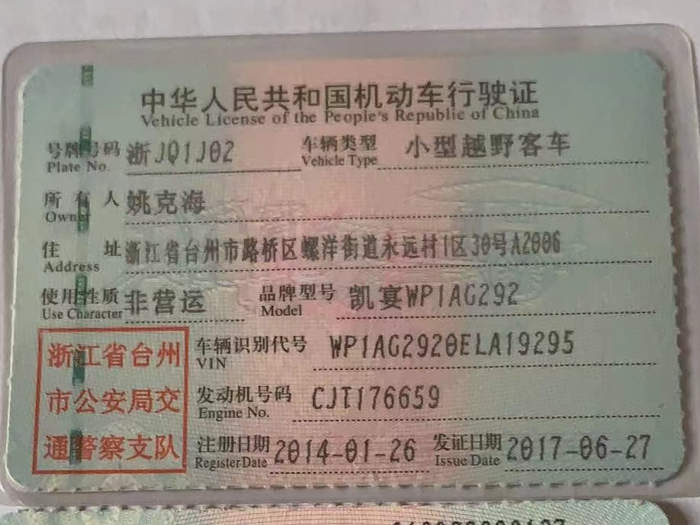 中华人民共和国机动车行驶证
Vehicle License of the People's Republic of China
号牌号码 浙JQ1J02 车辆类型 小型越野客车
Plate No. Vehicle Type
所有人 姚克海
Owner
住址 浙江省台州市路桥区螺洋街道永远村1区30号A2006
Address
使用性质 非营运 品牌型号 凯宴WP1AG292
Use Character Model
浙江省台州
市公安局交
通警察支队
车辆识别代号 WP1AG2920ELA19295
VIN
发动机号码 CJT176659
Engine No.
注册日期 2014-01-26 发证日期 2017-06-27
Register Date Issue Date